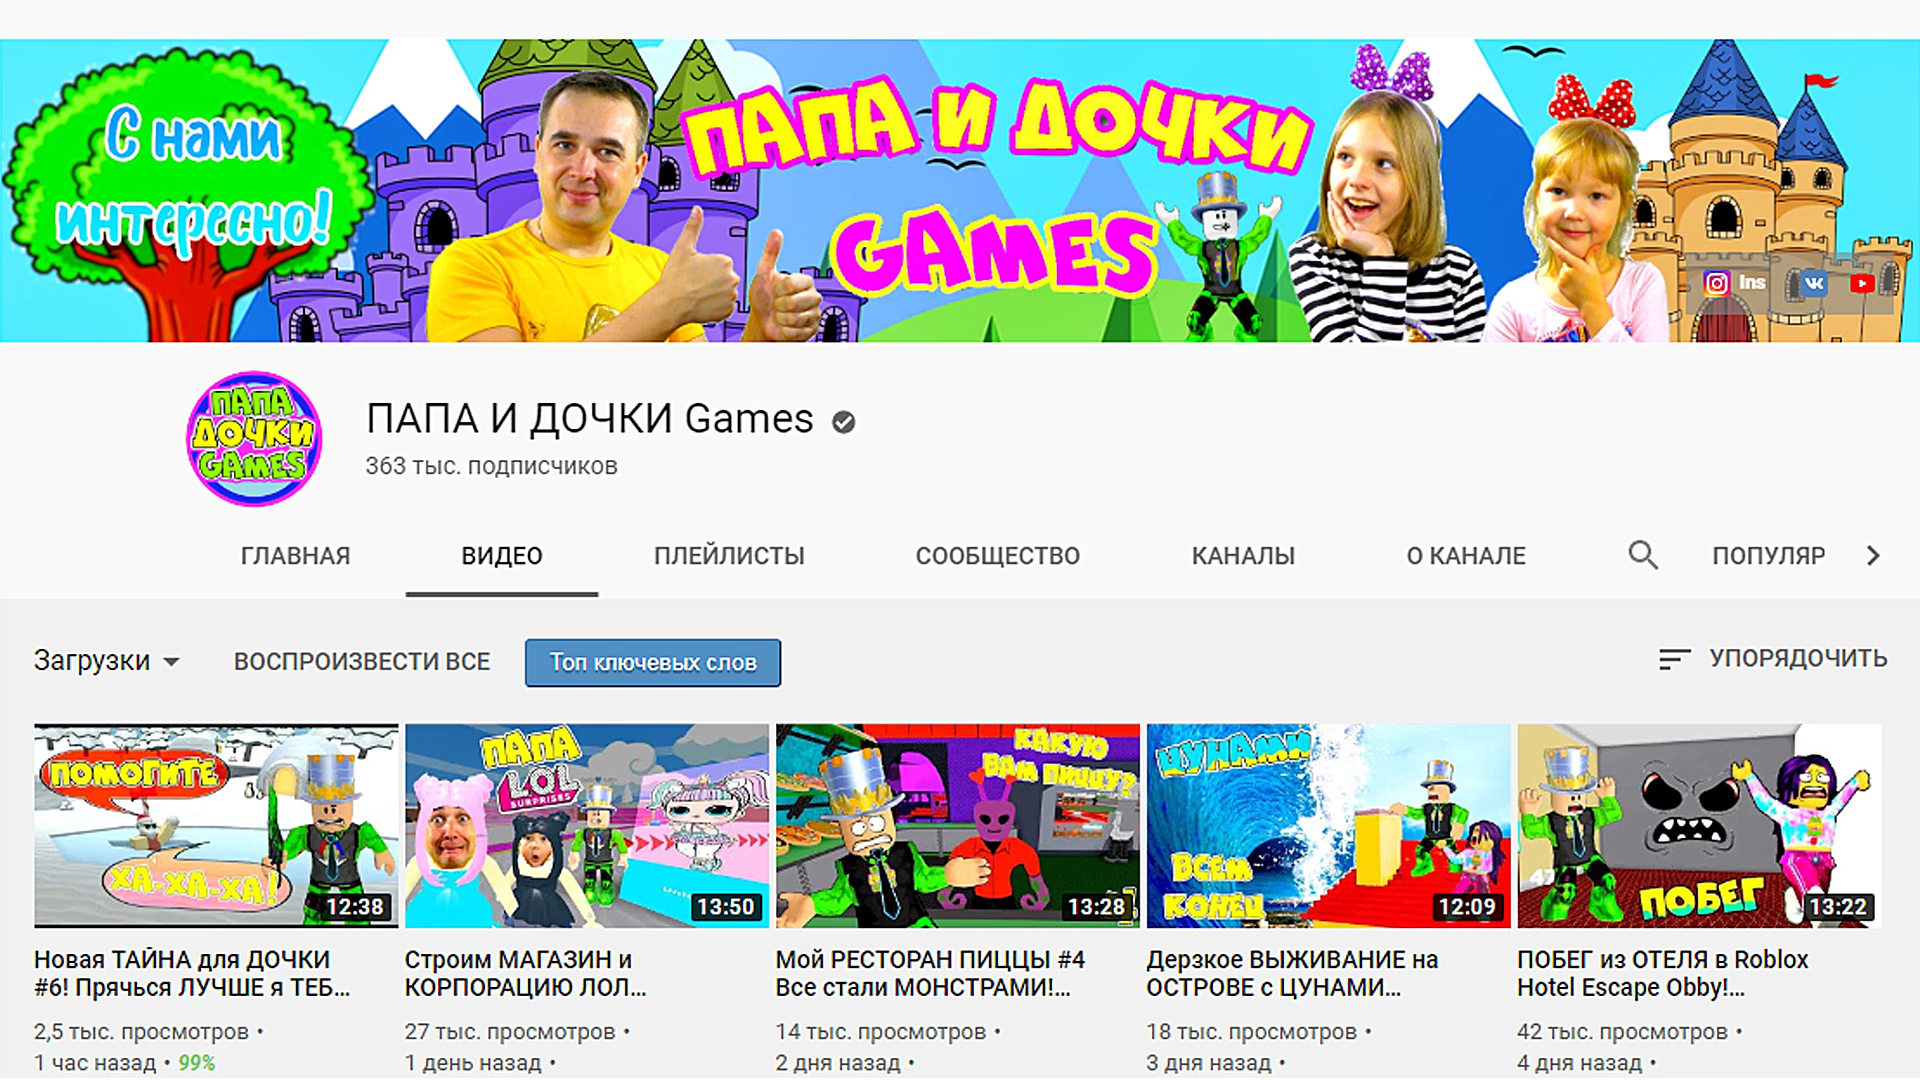 С нами
интересно!
ПАПА И ДОЧКИ
GAMES
Ins
ПАПА
ДОЧКИ
GAMES
ПАПА И ДОЧКИ Games
363 тыс. подписчиков
ГЛАВНАЯ
ВИДЕО
ПЛЕЙЛИСТЫ
СООБЩЕСТВО
КАНАЛЫ
О КАНАЛЕ
ПОПУЛЯР
Загрузки
ВОСПРОИЗВЕСТИ ВСЕ
Топ ключевых слов
УПОРЯДОЧИТЬ
ПОМОГИТЕ
ХА-ХА-ХА!
12:38
ПАПА
LOL
SURPRISES
13:50
КАКУЮ
ВАМ ПИЦЦУ?
13:28
ЦУНАМИ
ВСЕМ
КОНЕЦ
12:09
47
ПОБЕГ
13:22
Новая ТАЙНА для ДОЧКИ
#6! Прячься ЛУЧШЕ я ТЕБ...
2,5 тыс. просмотров •
1 час назад • 99%
Строим МАГАЗИН и
КОРПОРАЦИЮ ЛОЛ...
27 тыс. просмотров •
1 день назад •
Мой РЕСТОРАН ПИЦЦЫ #4
Все стали МОНСТРАМИ!...
14 тыс. просмотров •
2 дня назад •
Дерзкое ВЫЖИВАНИЕ на
ОСТРОВЕ с ЦУНАМИ...
18 тыс. просмотров •
3 дня назад •
ПОБЕГ из ОТЕЛЯ в Roblox
Hotel Escape Obby!...
42 тыс. просмотров •
4 дня назад •